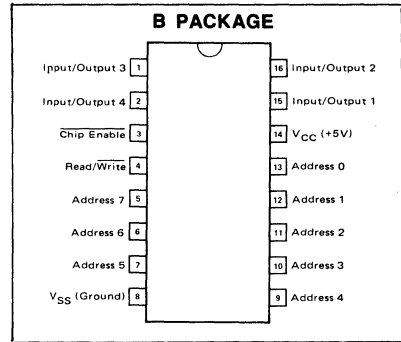 B PACKAGE
Input/Output 3 1 16 Input/Output 2
Input/Output 4 2 15 Input/Output 1
Chip Enable 3 14 VCC (+5V)
Read/Write 4 13 Address 0
Address 7 5 12 Address 1
Address 6 6 11 Address 2
Address 5 7 10 Address 3
VSS (Ground) 8 9 Address 4